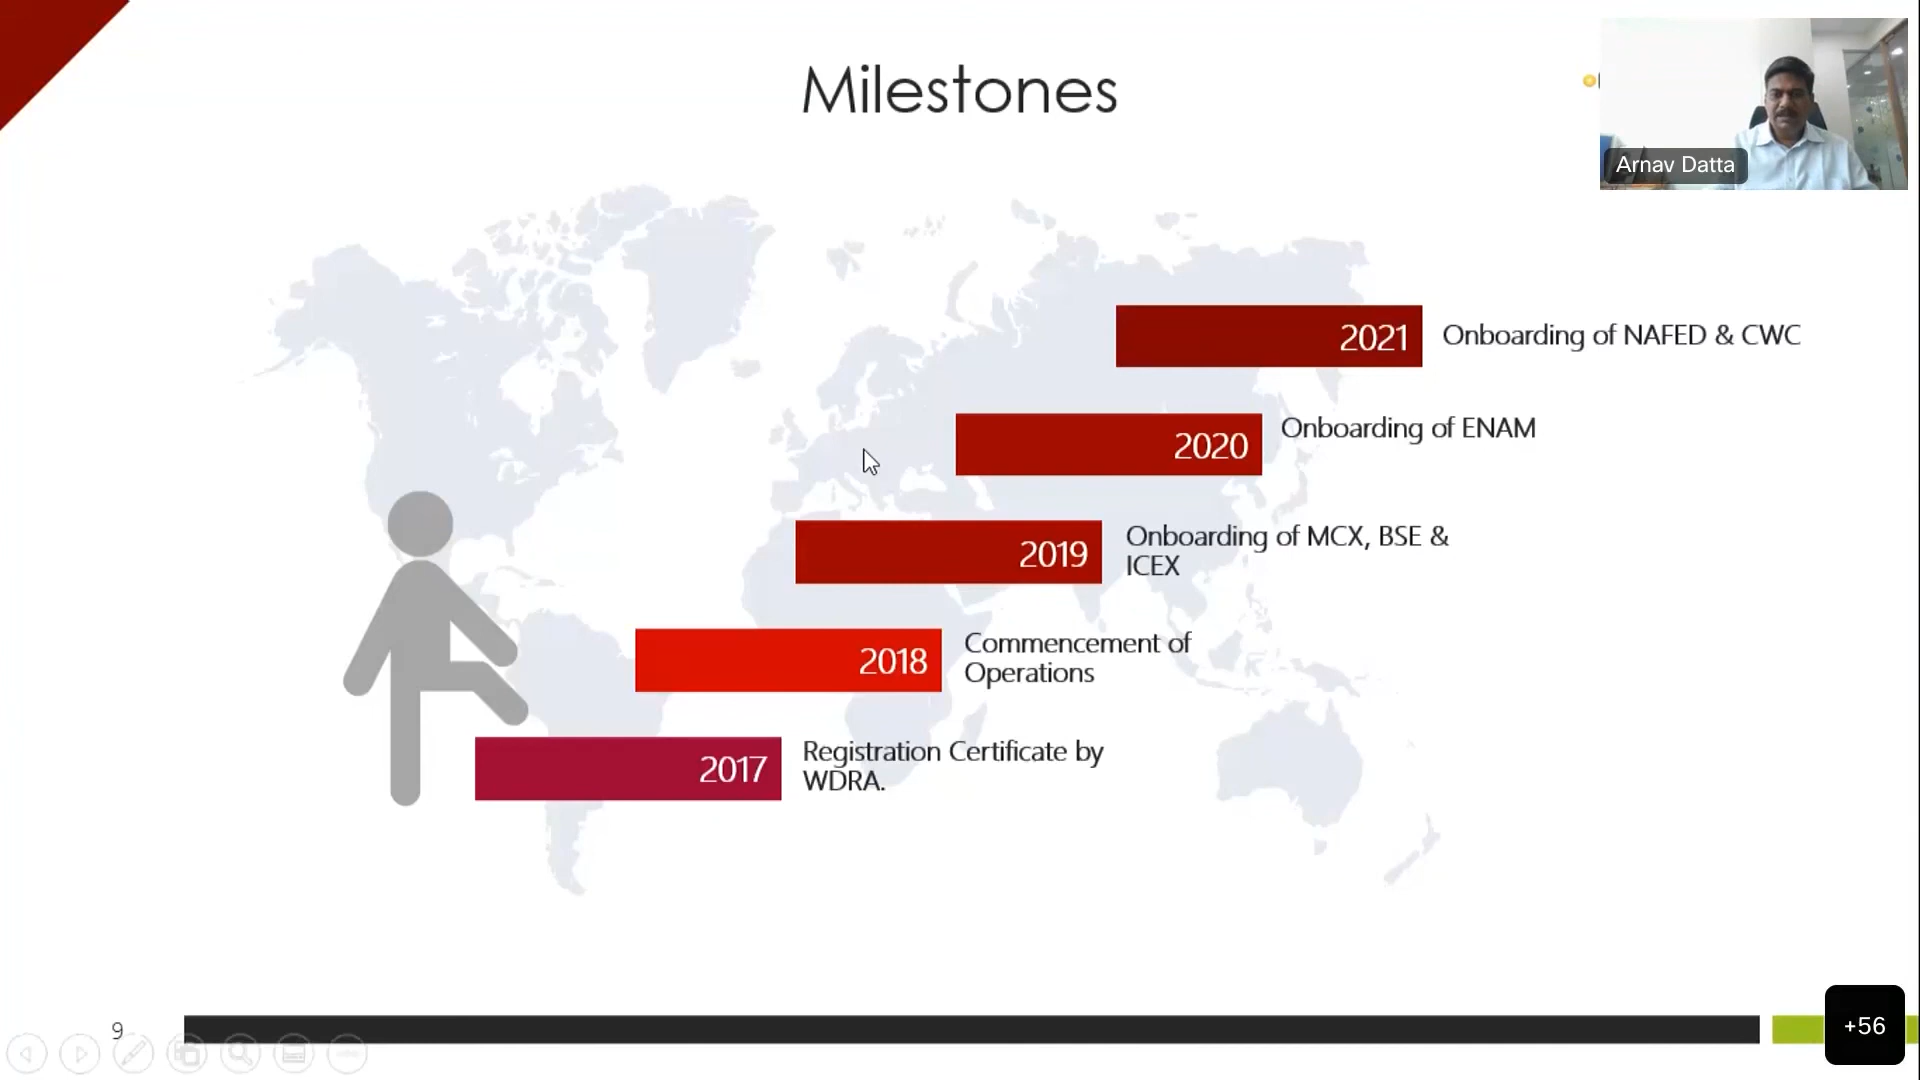 Milestones
Arnav Datta
2021 Onboarding of NAFED & CWC
2020 Onboarding of ENAM
2019 Onboarding of MCX, BSE &
ICEX
2018 Commencement of
Operations
2017 Registration Certificate by
WDRA.
9
+56